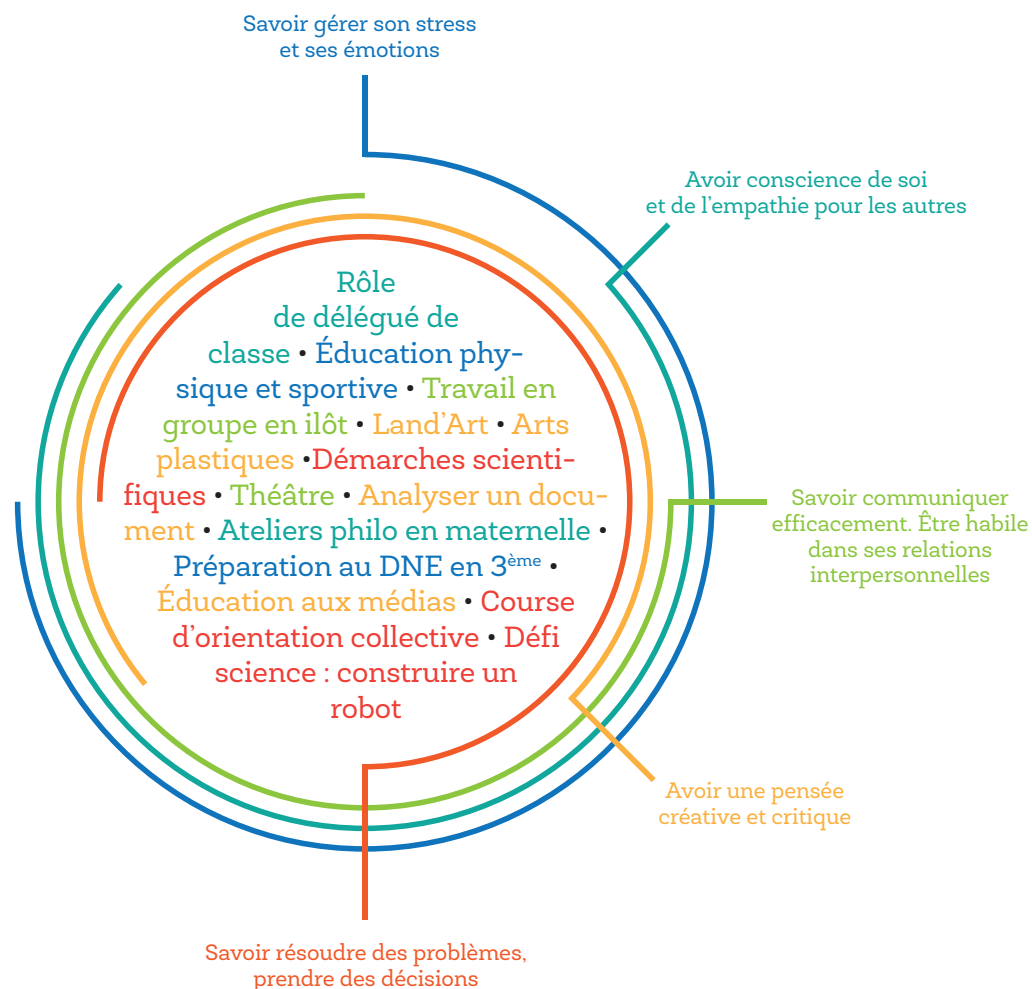 Savoir gérer son stress
et ses émotions
Avoir conscience de soi
et de l'empathie pour les autres
Rôle
de délégué de
classe • Éducation phy-
sique et sportive • Travail en
groupe en ilôt • Land'Art • Arts
plastiques •Démarches scienti-
fiques • Théâtre • Analyser un docu-
ment • Ateliers philo en maternelle •
Préparation au DNE en 3ème •
Éducation aux médias • Course
d'orientation collective • Défi
science : construire un
robot
Savoir communiquer
efficacement. Être habile
dans ses relations
interpersonnelles
Avoir une pensée
créative et critique
Savoir résoudre des problèmes,
prendre des décisions